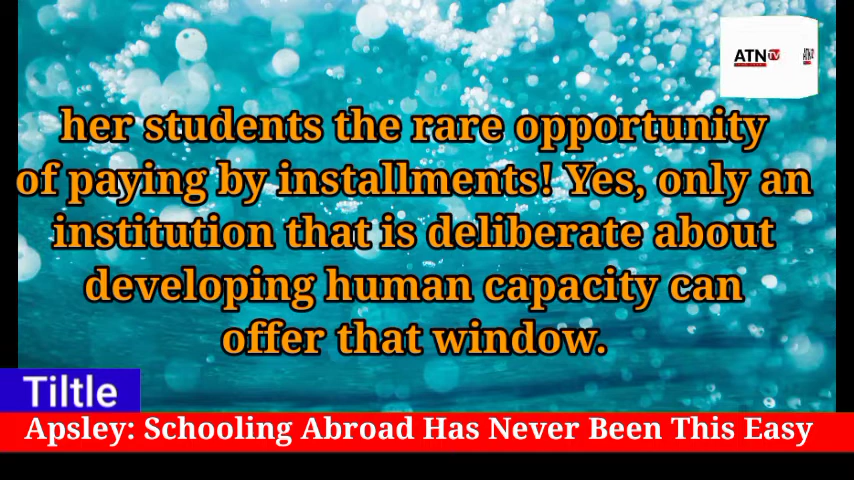 ATN TV
her students the rare opportunity
of paying by installments! Yes, only an
institution that is deliberate about
developing human capacity can
offer that window.
Tiltle
Apsley: Schooling Abroad Has Never Been This Easy